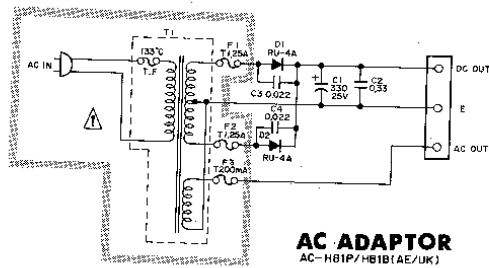 T1
133°C
T.F
AC IN
F1
T1,25A
D1
RU-4A
C3 0,022
C1
330
25V
C2
0,33
DC OUT
C4
0,022
E
F2
T1,25A
D2
RU-4A
F3
T200mA
AC OUT
AC ADAPTOR
AC-H81P/H81B(AE/UK)